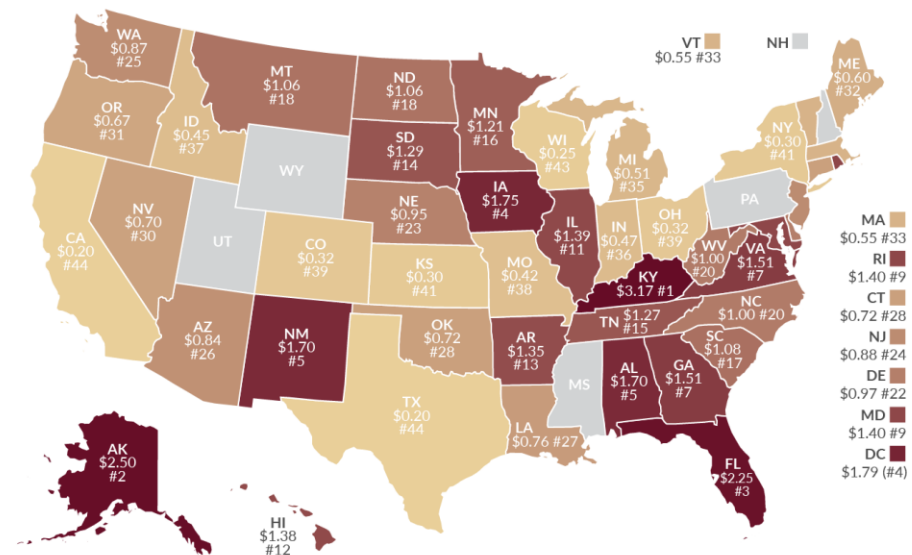 WA
$0.87
#25
OR
$0.67
#31
CA
$0.20
#44
ID
$0.45
#37
NV
$0.70
#30
MT
$1.06
#18
WY
UT
AZ
$0.84
#26
CO
$0.32
#39
NM
$1.70
#5
ND
$1.06
#18
SD
$1.29
#14
NE
$0.95
#23
KS
$0.30
#41
OK
$0.72
#28
TX
$0.20
#44
MN
$1.21
#16
IA
$1.75
#4
MO
$0.42
#38
AR
$1.35
#13
LA
$0.76 #27
WI
$0.25
#43
IL
$1.39
#11
MI
$0.51
#35
IN
$0.47
#36
OH
$0.32
#39
KY
$3.17 #1
TN $1.27
#15
MS
AL
$1.70
#5
GA
$1.51
#7
FL
$2.25
#3
SC
$1.08
#17
NC
$1.00 #20
VA
$1.51
#7
WV
$1.00
#20
PA
NY
$0.30
#41
ME
$0.60
#32
VT
$0.55 #33
NH
MA
$0.55 #33
RI
$1.40 #9
CT
$0.72 #28
NJ
$0.88 #24
DE
$0.97 #22
MD
$1.40 #9
DC
$1.79 (#4)
AK
$2.50
#2
HI
$1.38
#12